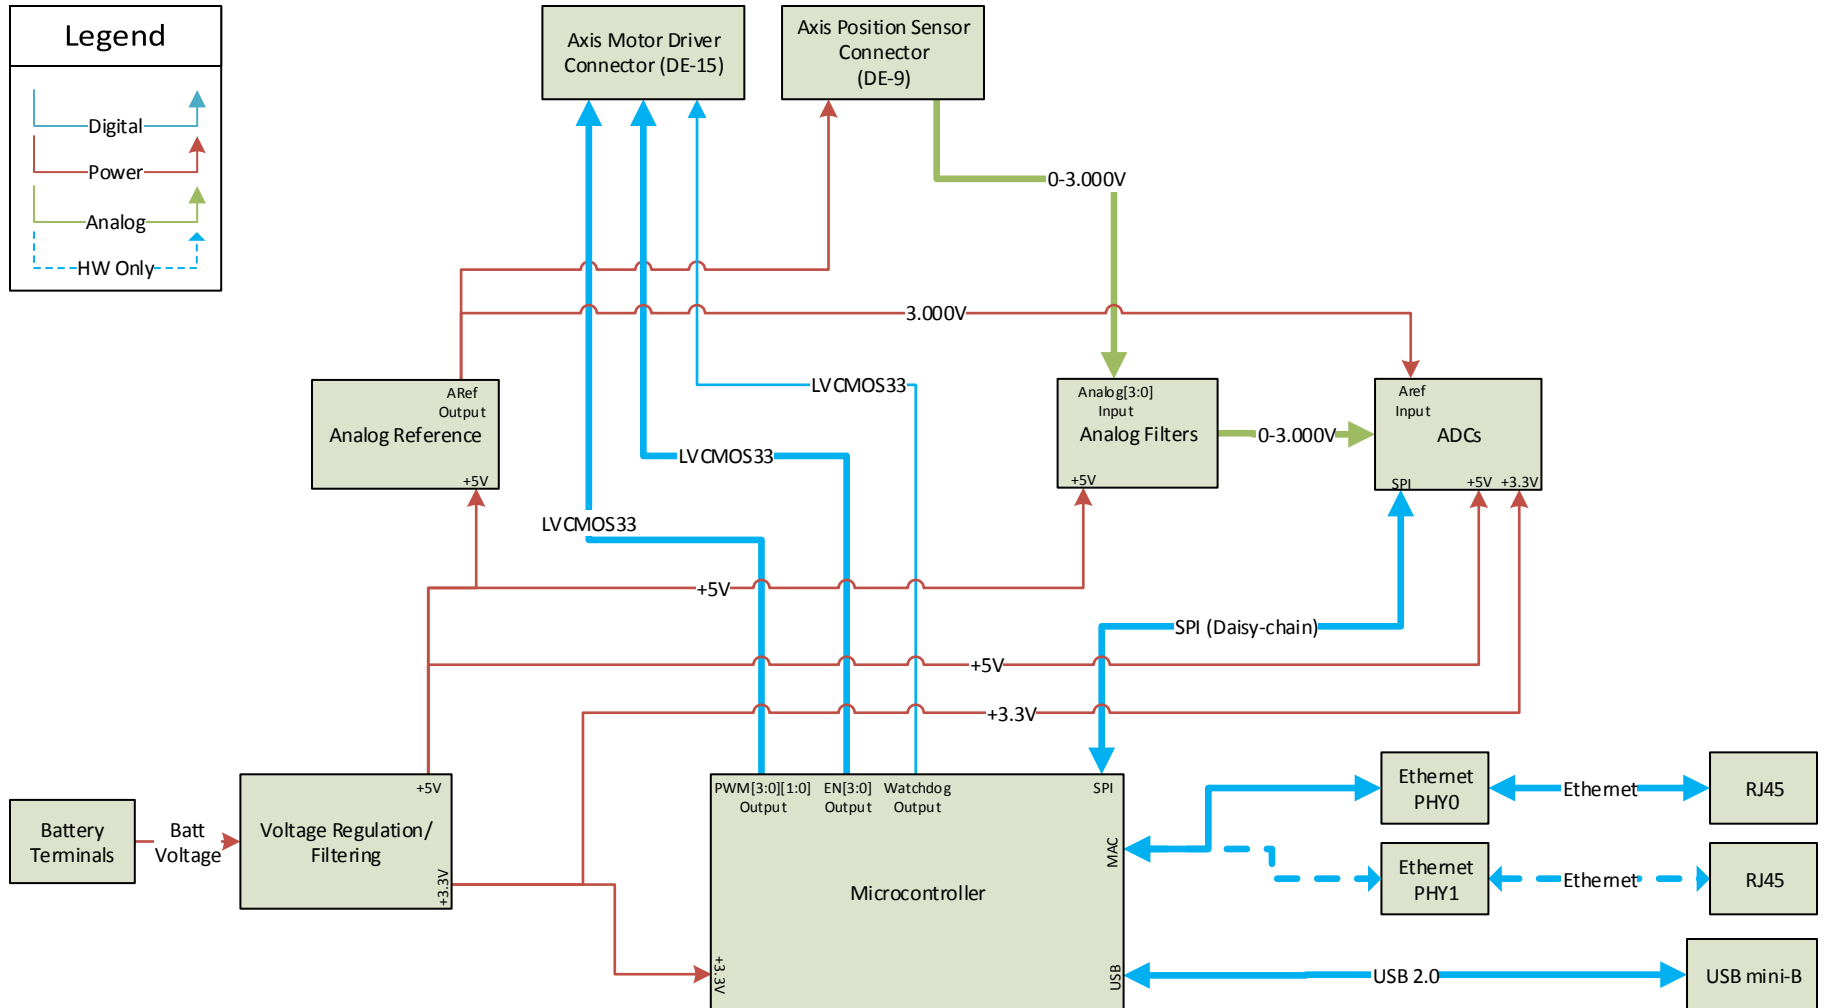 Legend
Digital
Power
Analog
HW Only
Axis Motor Driver
Connector (DE-15)
Axis Position Sensor
Connector
(DE-9)
0-3.000V
3.000V
LVCMOS33
LVCMOS33
LVCMOS33
ARef
Output
Analog Reference
+5V
Analog[3:0]
Input
Analog Filters
+5V
0-3.000V
Aref
Input
ADCs
SPI
+5V
+3.3V
+5V
SPI (Daisy-chain)
+5V
+3.3V
Battery
Terminals
Batt
Voltage
+5V
Voltage Regulation/
Filtering
+3.3V
PWM[3:0][1:0]
Output
EN[3:0]
Output
Watchdog
Output
SPI
MAC
Microcontroller
+3.3V
USB
Ethernet
PHY0
Ethernet
RJ45
Ethernet
PHY1
Ethernet
RJ45
USB 2.0
USB mini-B